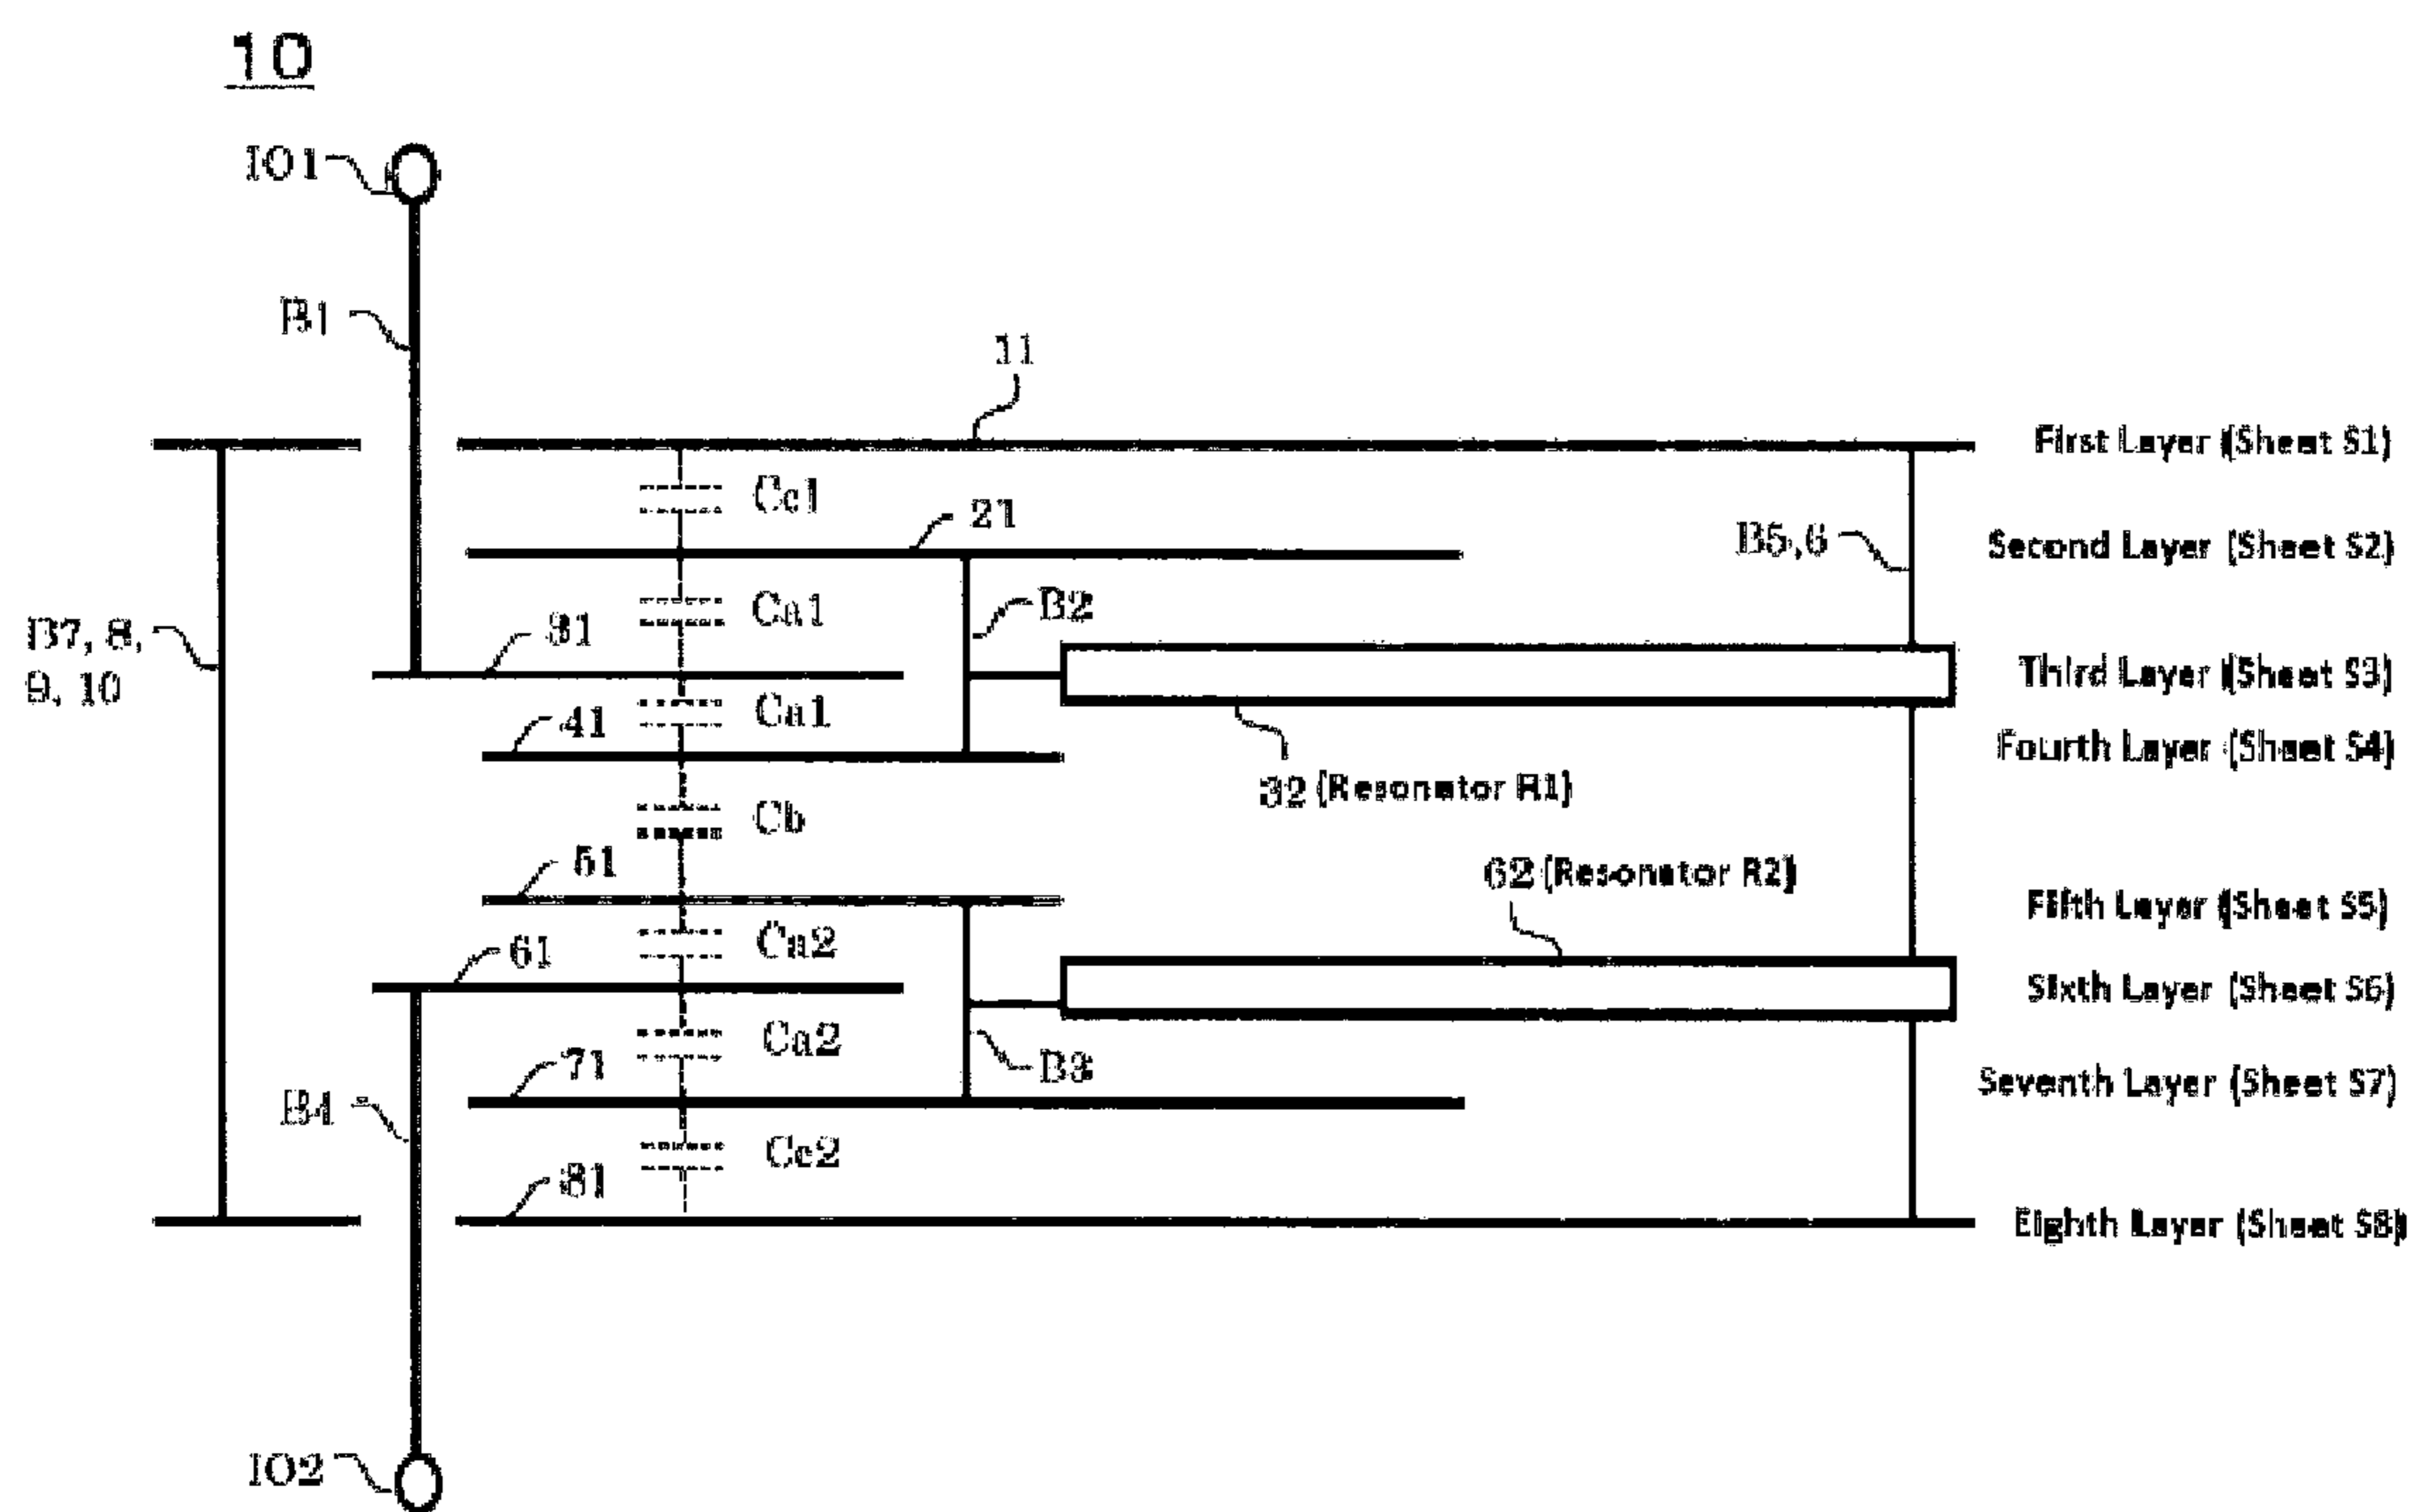 10
IO1
B1
11
First Layer (Sheet S1)
Cc1
21
B5,6
Second Layer (Sheet S2)
Ca1
B2
B7, 8,
9, 10
31
Third Layer (Sheet S3)
Ca1
41
Fourth Layer (Sheet S4)
32 (Resonator R1)
Cb
51
62 (Resonator R2)
Fifth Layer (Sheet S5)
Ca2
61
Sixth Layer (Sheet S6)
Ca2
71
B3
Seventh Layer (Sheet S7)
B4
Cc2
81
Eighth Layer (Sheet S8)
IO2